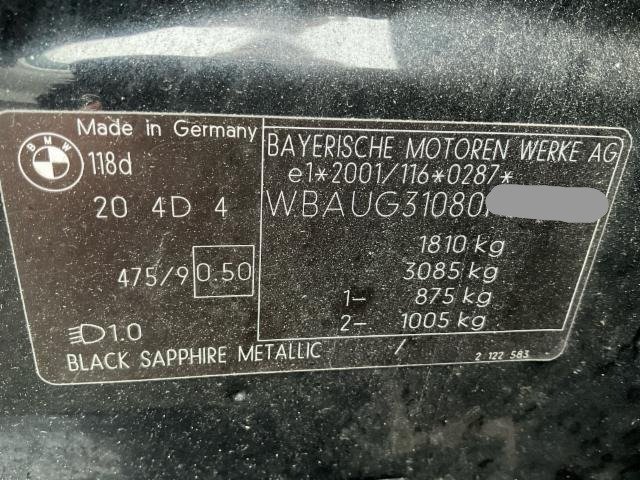 Made in Germany
BMW
118d
20 4D 4
475/9 0.50
1.0
BLACK SAPPHIRE METALLIC /
BAYERISCHE MOTOREN WERKE AG
e1*2001/116*0287*
WBAUG31080
1810 kg
3085 kg
1- 875 kg
2- 1005 kg
2 122 583